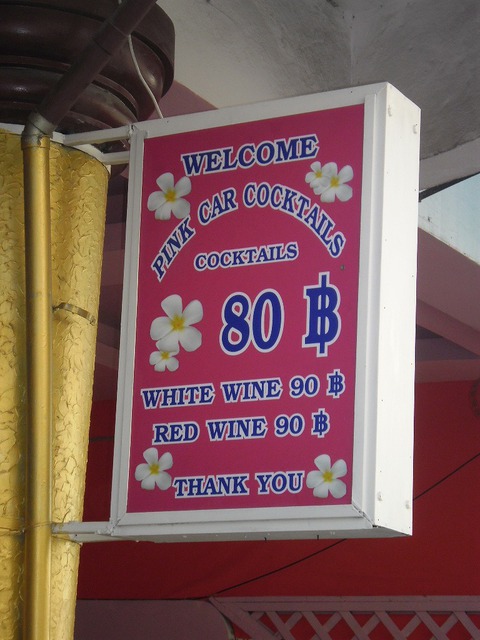 WELCOME
PINK CAR COCKTAILS
COCKTAILS
80 ฿
WHITE WINE 90 ฿
RED WINE 90 ฿
THANK YOU